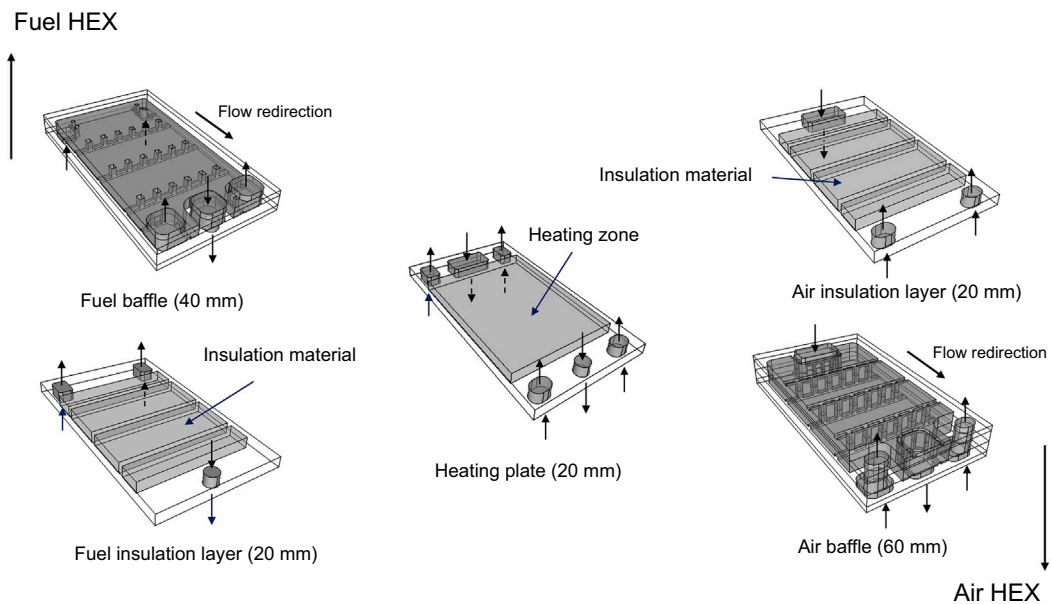 Fuel HEX
Flow redirection
Fuel baffle (40 mm)
Insulation material
Fuel insulation layer (20 mm)
Heating zone
Heating plate (20 mm)
Insulation material
Air insulation layer (20 mm)
Flow redirection
Air baffle (60 mm)
Air HEX